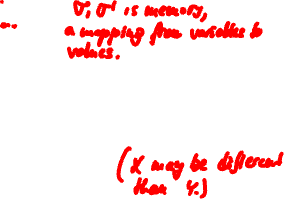 σ, σ' is memory,
a mapping from variables to
values.
(X may be different
than Y.)